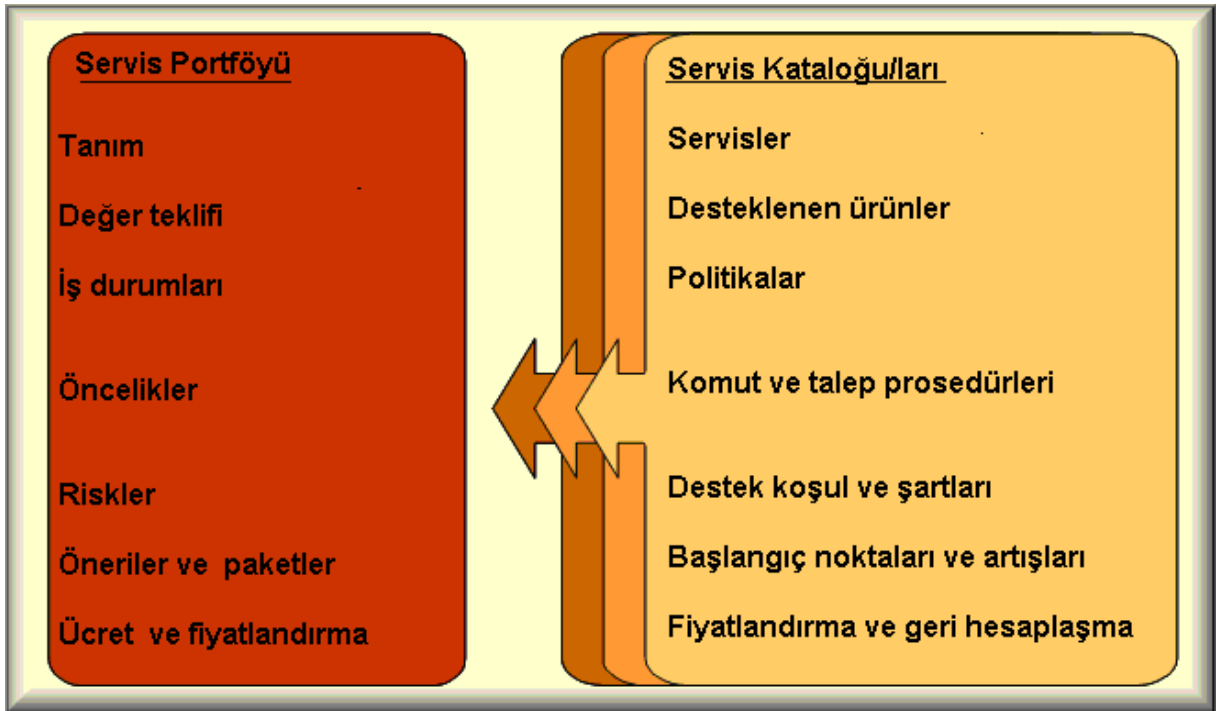 Servis Portföyü
Tanım
Değer teklifi
İş durumları
Öncelikler
Riskler
Öneriler ve paketler
Ücret ve fiyatlandırma
Servis Kataloğu/ları
Servisler
Desteklenen ürünler
Politikalar
Komut ve talep prosedürleri
Destek koşul ve şartları
Başlangıç noktaları ve artışları
Fiyatlandırma ve geri hesaplaşma